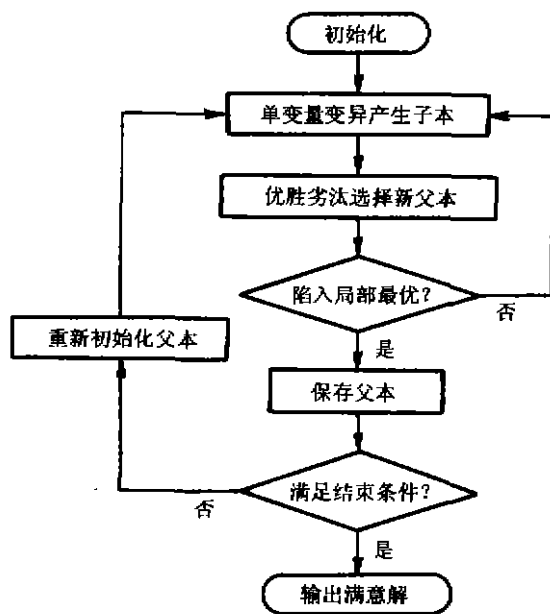 初始化
单变量变异产生子本
优胜劣汰选择新父本
陷入局部最优?
否
是
重新初始化父本
保存父本
满足结束条件?
否
是
输出满意解